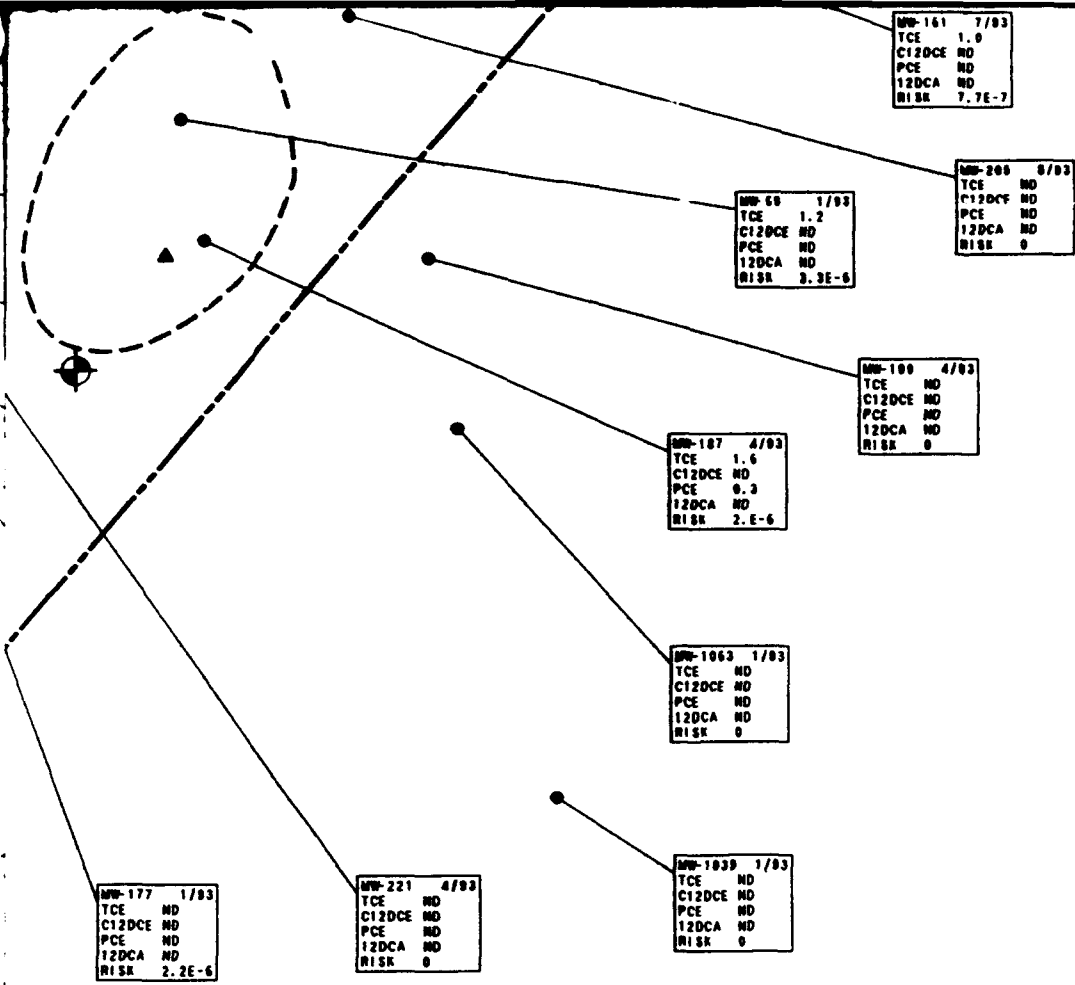 MW-161 7/93
TCE 1.0
C12DCE ND
PCE ND
12DCA ND
RISK 7.7E-7
8/93
TCE ND
C12DCE ND
PCE ND
12DCA ND
RISK 0
1/93
TCE 1.2
C12DCE ND
PCE ND
12DCA ND
RISK 3.3E-6
4/93
TCE ND
C12DCE ND
PCE ND
12DCA ND
RISK 0
MW-187 4/93
TCE 1.6
C12DCE ND
PCE 0.3
12DCA ND
RISK 2.E-6
MW-1063 1/93
TCE ND
C12DCE ND
PCE ND
12DCA ND
RISK 0
MW-1039 1/93
TCE ND
C12DCE ND
PCE ND
12DCA ND
RISK 0
MW-177 1/93
TCE ND
C12DCE ND
PCE ND
12DCA ND
RISK 2.2E-6
MW-221 4/93
TCE ND
C12DCE ND
PCE ND
12DCA ND
RISK 0